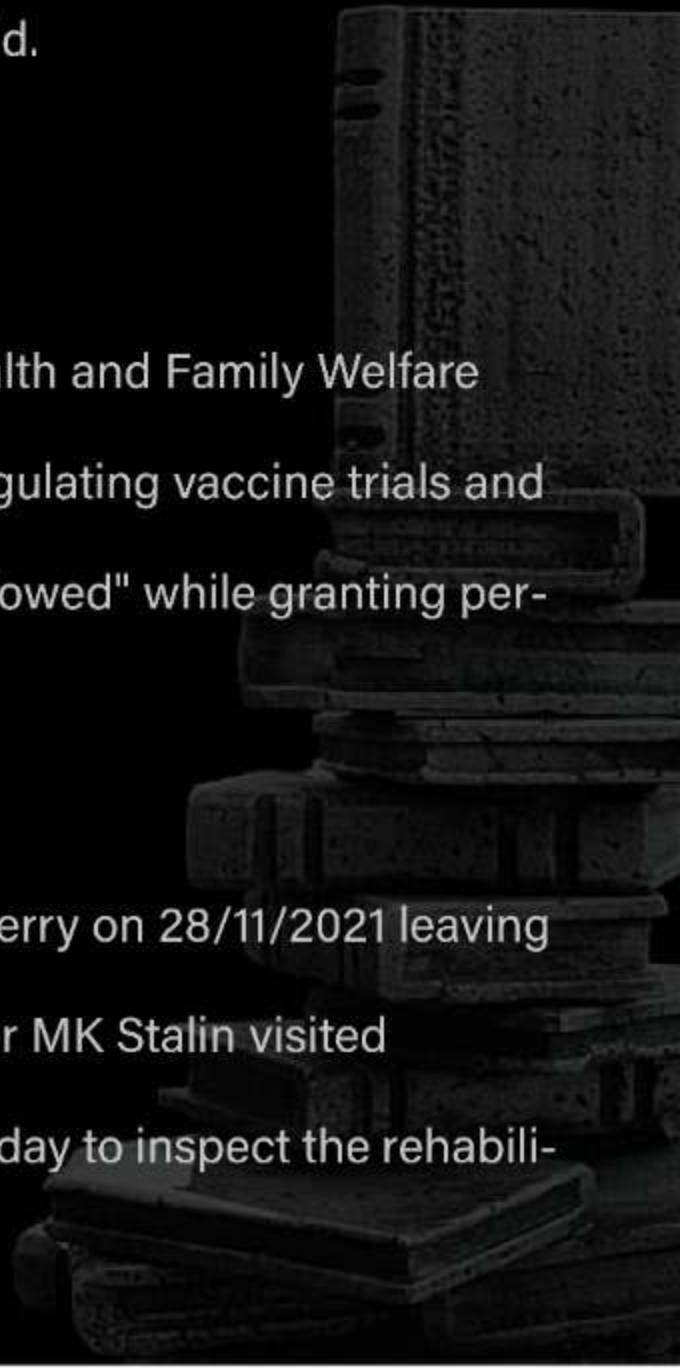 d.
alth and Family Welfare
gulating vaccine trials and
owed" while granting per-
erry on 28/11/2021 leaving
r MK Stalin visited
day to inspect the rehabili-